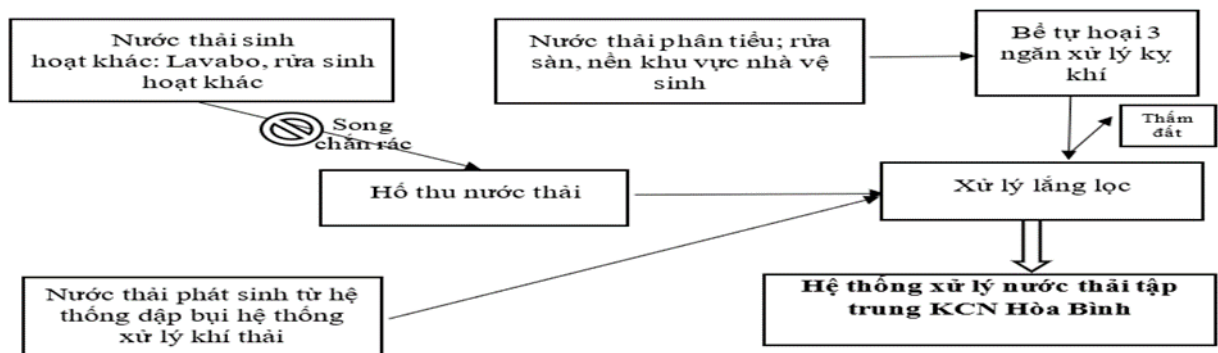 Nước thải sinh
hoạt khác: Lavabo, rửa sinh
hoạt khác
Nước thải phân tiểu; rửa
sàn, nền khu vực nhà vệ
sinh
Bể tự hoại 3
ngăn xử lý kỵ
khí
Song
chắn rác
Thấm
đất
Hố thu nước thải
Xử lý lắng lọc
Nước thải phát sinh từ hệ
thống dập bụi hệ thống
xử lý khí thải
Hệ thống xử lý nước thải tập
trung KCN Hòa Bình